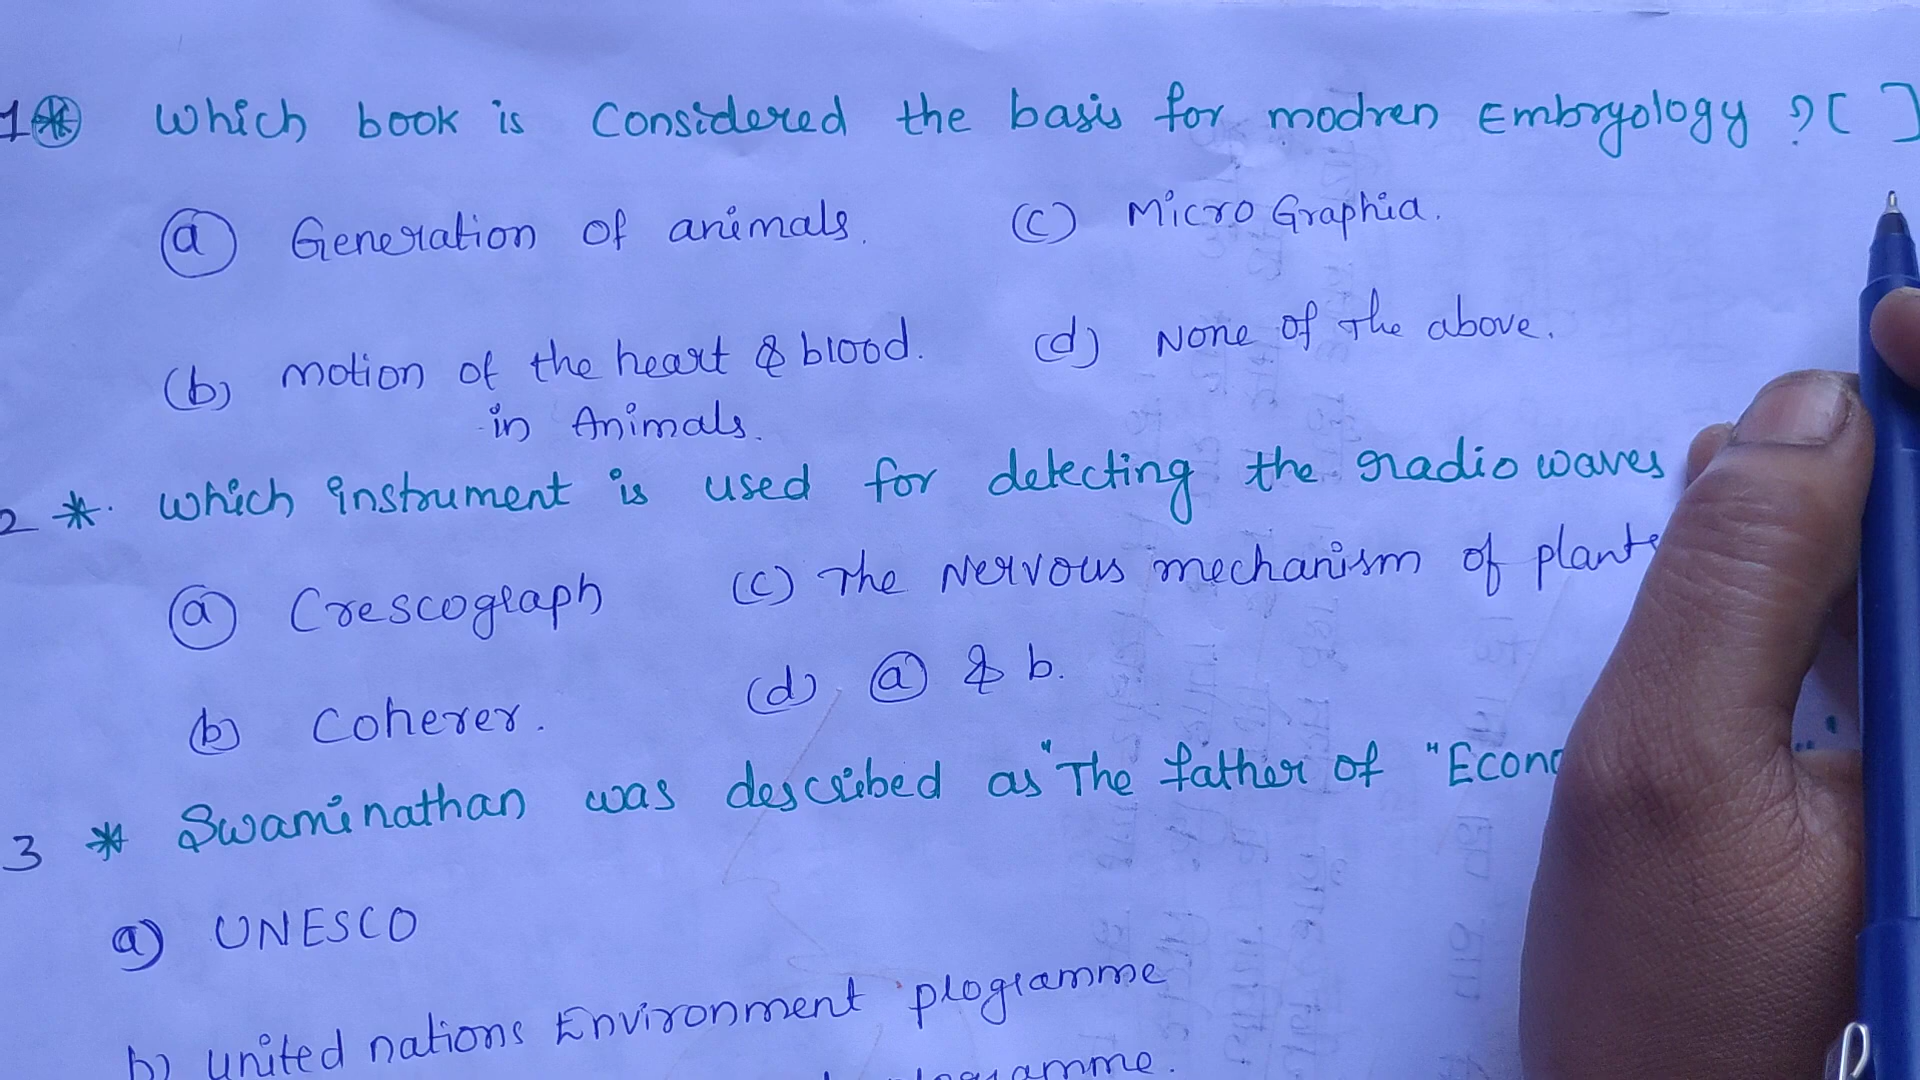 1 * Which book is Considered the basis for modren Embryology ? [ ]
(a) Generation of animals.
(c) Micro Graphia.
(b) motion of the heart & blood.
in Animals.
(d) None of the above.
2 *. Which instrument is used for detecting the radio waves
(a) Crescograph
(c) The Nervous mechanism of plants
(b) Coherer.
(d) (a) & b.
3 * Swaminathan was described as "The father of "Econo
a) UNESCO
b) united nations Environment programme